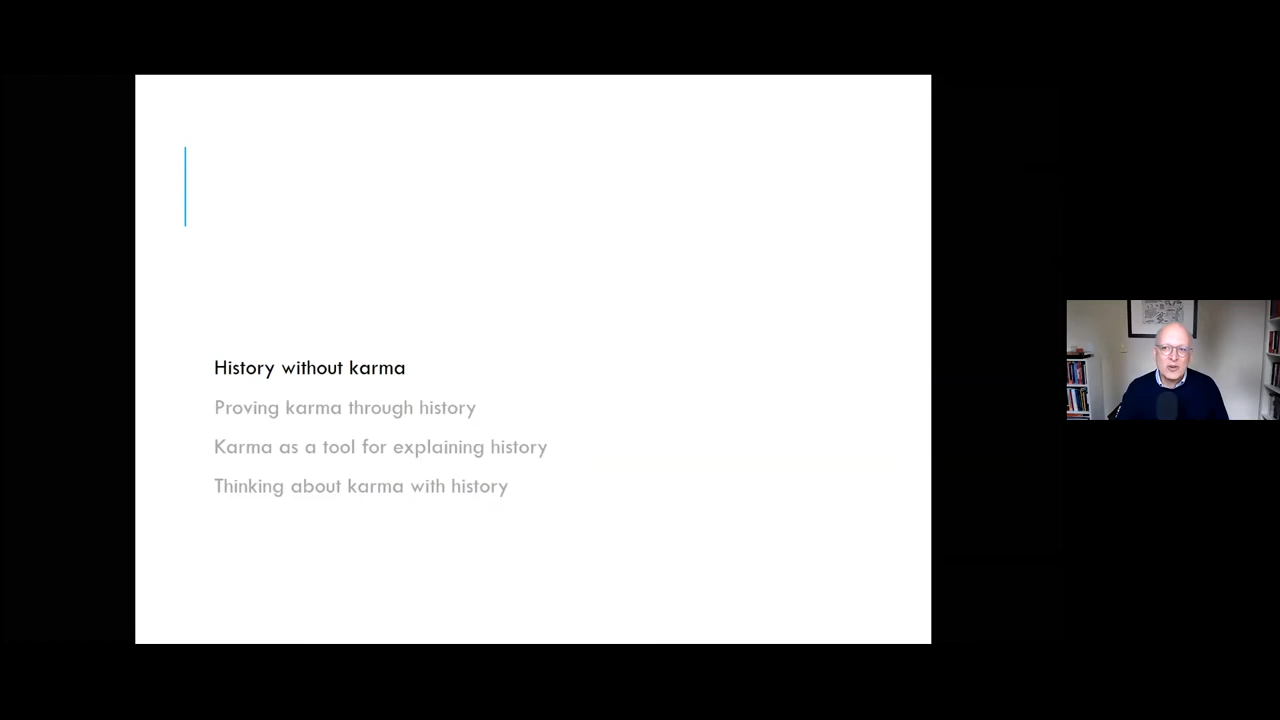 History without karma
Proving karma through history
Karma as a tool for explaining history
Thinking about karma with history